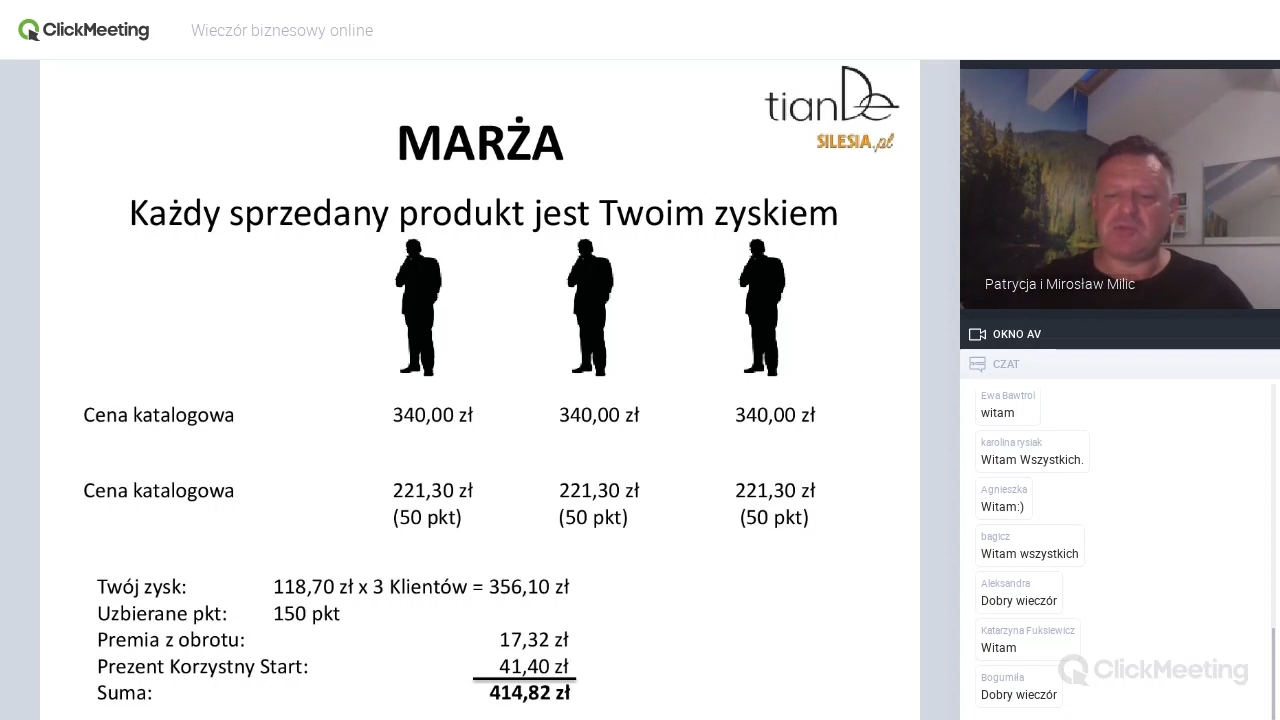 ClickMeeting
Wieczór biznesowy online
tianDe
SILESIA.pl
MARŻA
Każdy sprzedany produkt jest Twoim zyskiem
Cena katalogowa 340,00 zł 340,00 zł 340,00 zł
Cena katalogowa 221,30 zł 221,30 zł 221,30 zł
(50 pkt) (50 pkt) (50 pkt)
Twój zysk: 118,70 zł x 3 Klientów = 356,10 zł
Uzbierane pkt: 150 pkt
Premia z obrotu: 17,32 zł
Prezent Korzystny Start: 41,40 zł
Suma: 414,82 zł
Patrycja i Mirosław Milic
OKNO AV
CZAT
Ewa Bawtrol
witam
karolina rysiak
Witam Wszystkich.
Agnieszka
Witam:)
bagicz
Witam wszystkich
Aleksandra
Dobry wieczór
Katarzyna Fuksiewicz
Witam
Bogumiła
Dobry wieczór
ClickMeeting